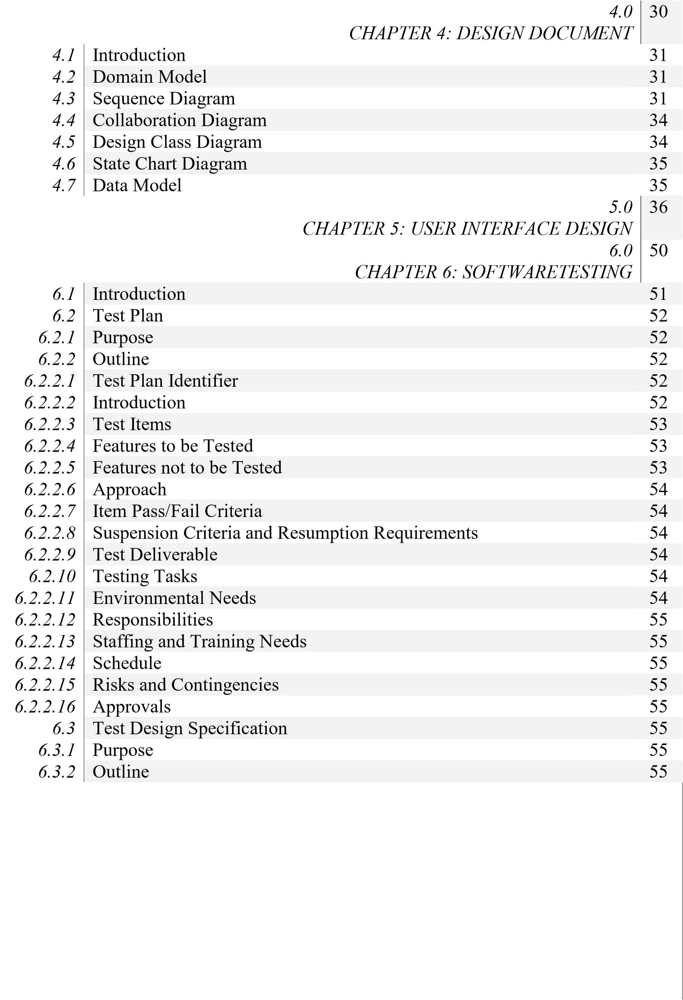 4.0 30
CHAPTER 4: DESIGN DOCUMENT
4.1 Introduction 31
4.2 Domain Model 31
4.3 Sequence Diagram 31
4.4 Collaboration Diagram 34
4.5 Design Class Diagram 34
4.6 State Chart Diagram 35
4.7 Data Model 35
5.0 36
CHAPTER 5: USER INTERFACE DESIGN
6.0 50
CHAPTER 6: SOFTWARETESTING
6.1 Introduction 51
6.2 Test Plan 52
6.2.1 Purpose 52
6.2.2 Outline 52
6.2.2.1 Test Plan Identifier 52
6.2.2.2 Introduction 52
6.2.2.3 Test Items 53
6.2.2.4 Features to be Tested 53
6.2.2.5 Features not to be Tested 53
6.2.2.6 Approach 54
6.2.2.7 Item Pass/Fail Criteria 54
6.2.2.8 Suspension Criteria and Resumption Requirements 54
6.2.2.9 Test Deliverable 54
6.2.10 Testing Tasks 54
6.2.2.11 Environmental Needs 54
6.2.2.12 Responsibilities 55
6.2.2.13 Staffing and Training Needs 55
6.2.2.14 Schedule 55
6.2.2.15 Risks and Contingencies 55
6.2.2.16 Approvals 55
6.3 Test Design Specification 55
6.3.1 Purpose 55
6.3.2 Outline 55